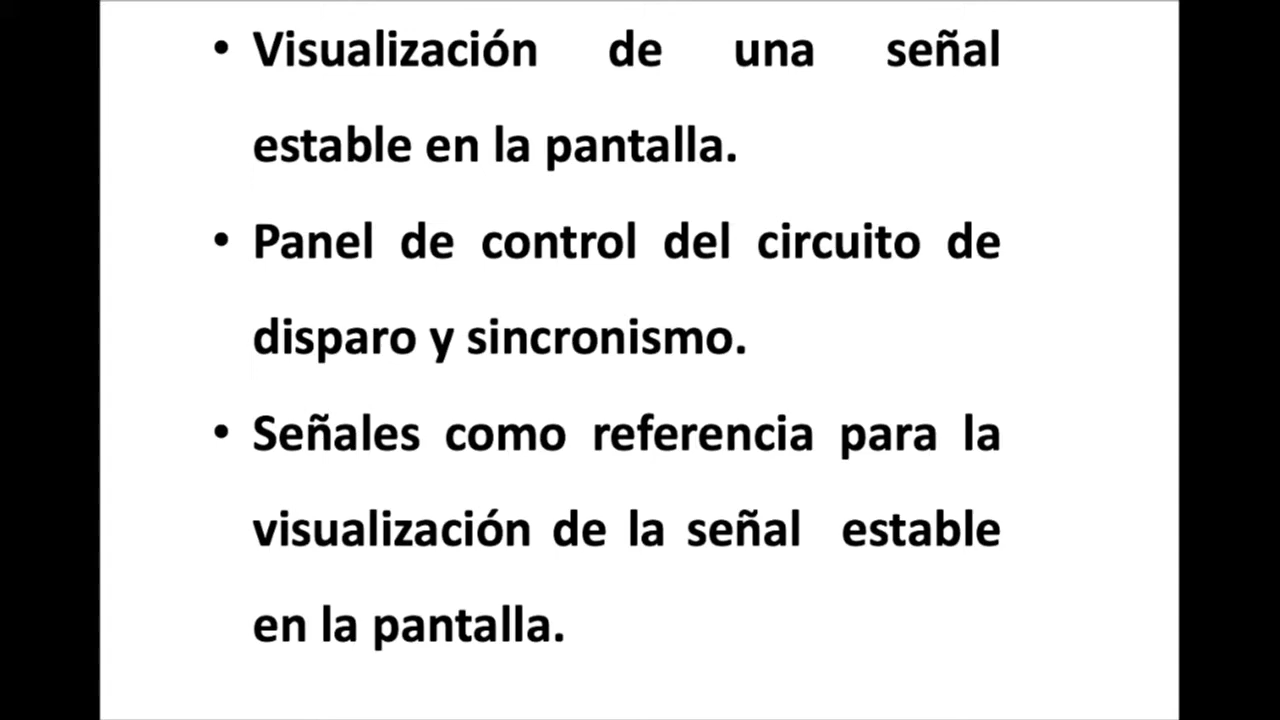 • Visualización de una señal
estable en la pantalla.
• Panel de control del circuito de
disparo y sincronismo.
• Señales como referencia para la
visualización de la señal estable
en la pantalla.